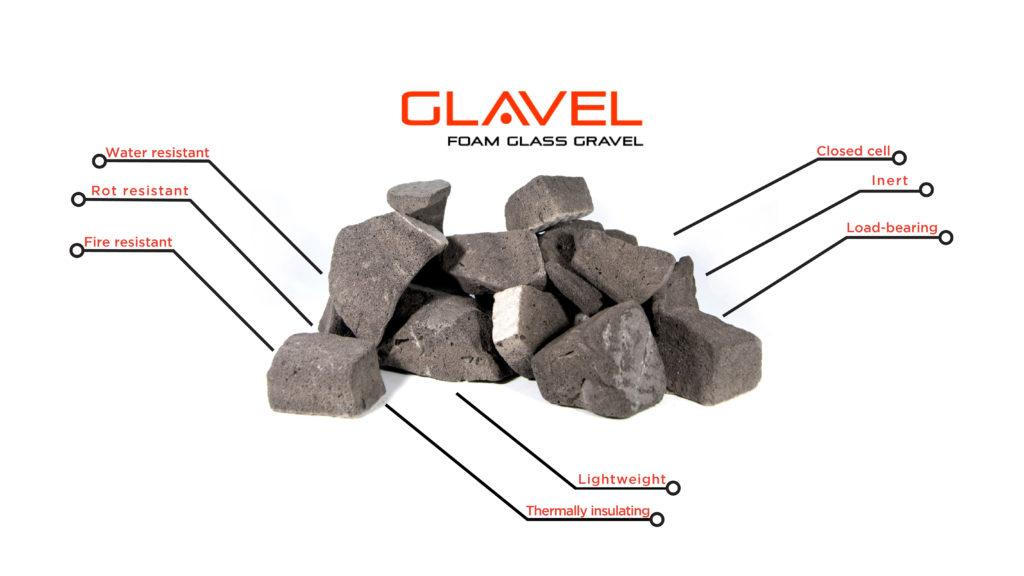 GLAVEL
FOAM GLASS GRAVEL
Water resistant
Rot resistant
Fire resistant
Closed cell
Inert
Load-bearing
Lightweight
Thermally insulating